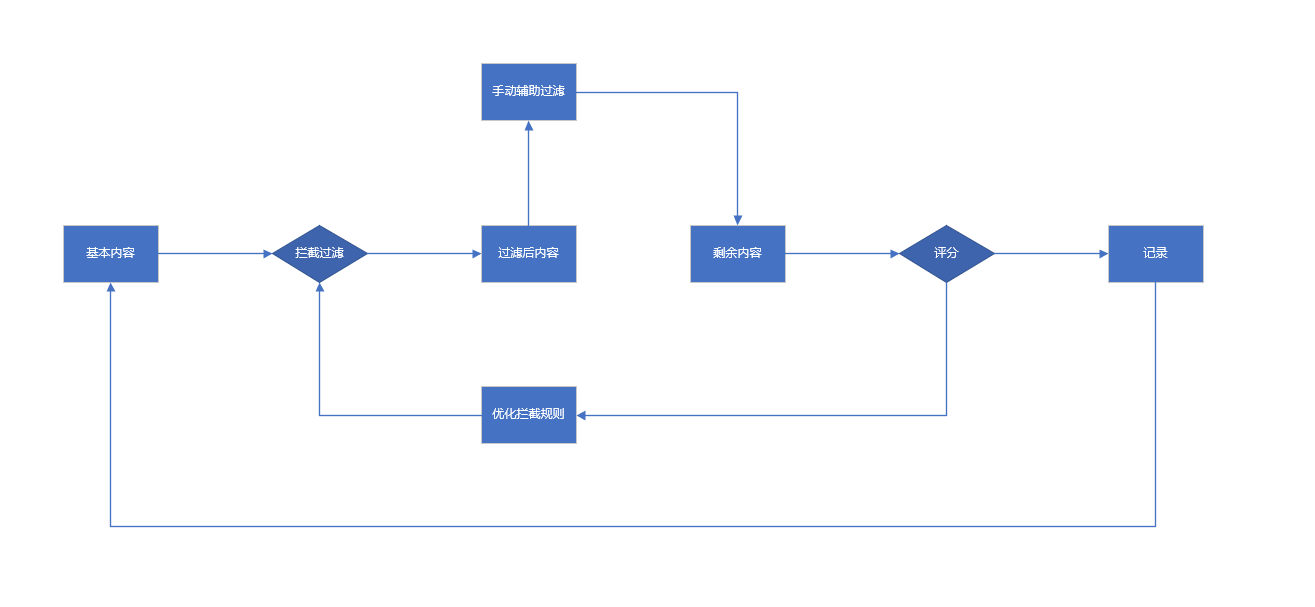 手动辅助过滤
基本内容
拦截过滤
过滤后内容
剩余内容
评分
记录
优化拦截规则